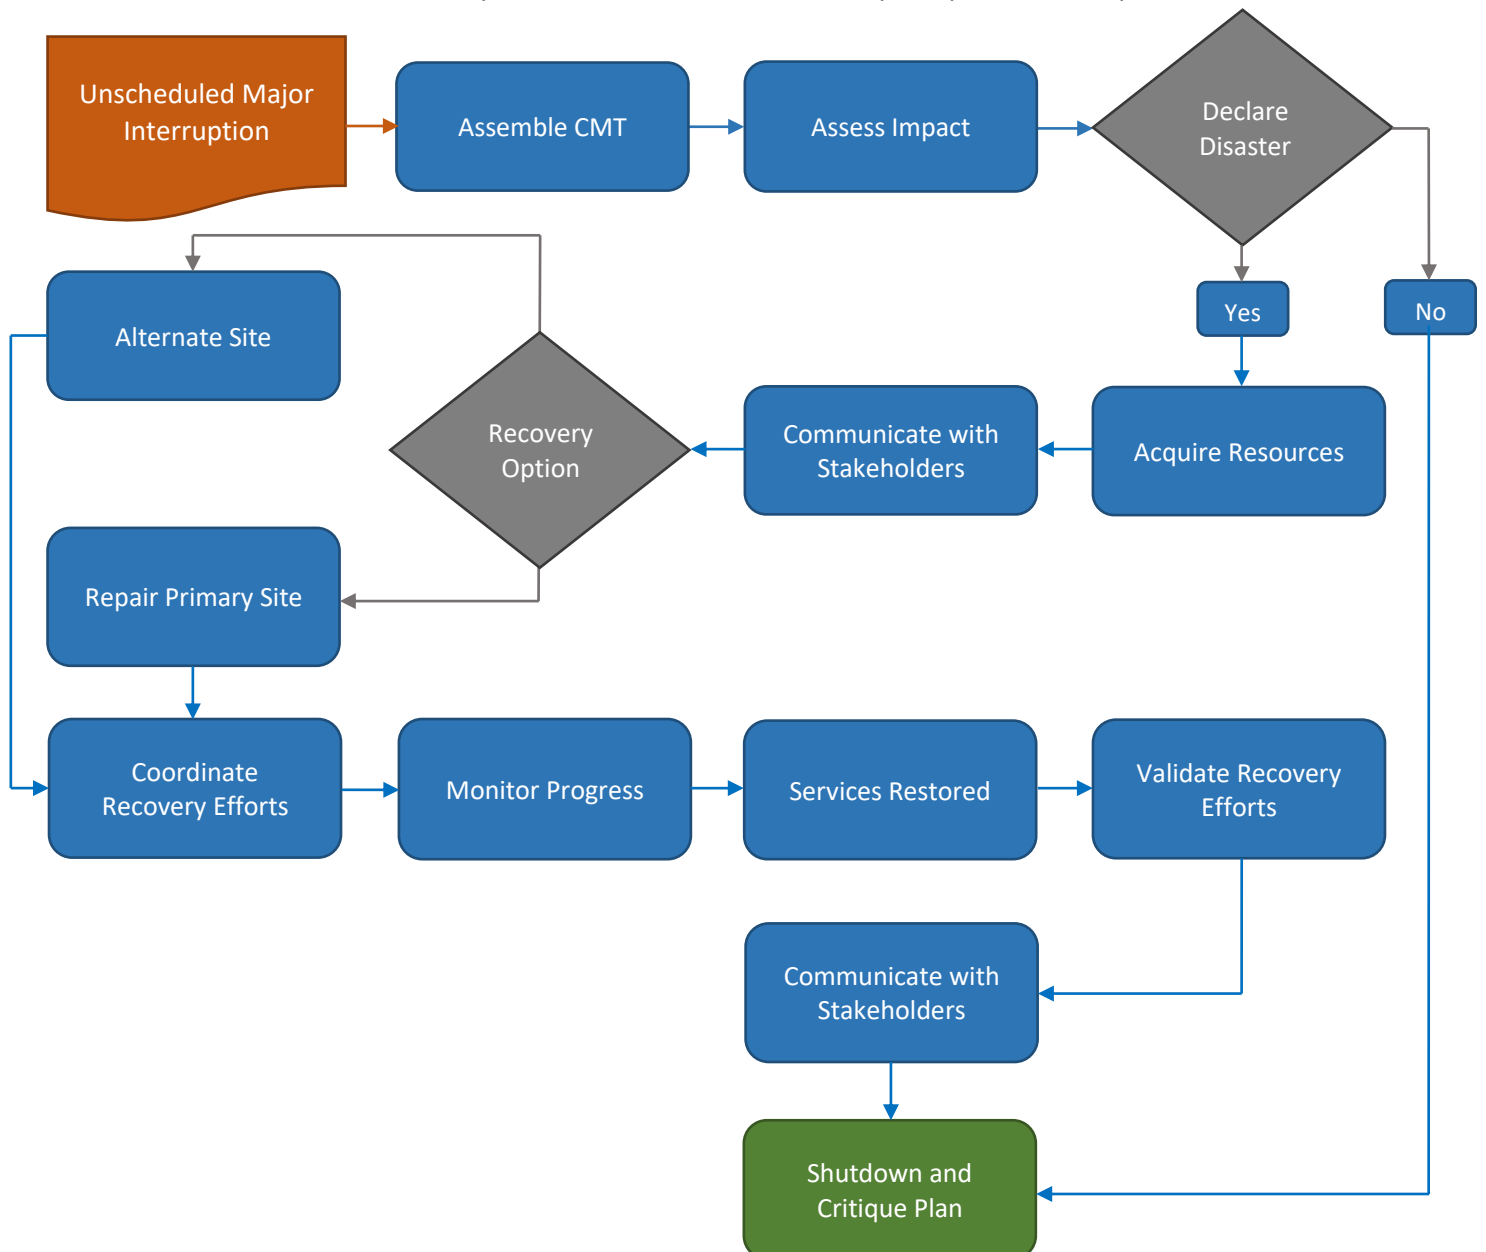 Unscheduled Major
Interruption
Assemble CMT
Assess Impact
Declare
Disaster
Yes
No
Alternate Site
Recovery
Option
Communicate with
Stakeholders
Acquire Resources
Repair Primary Site
Coordinate
Recovery Efforts
Monitor Progress
Services Restored
Validate Recovery
Efforts
Communicate with
Stakeholders
Shutdown and
Critique Plan